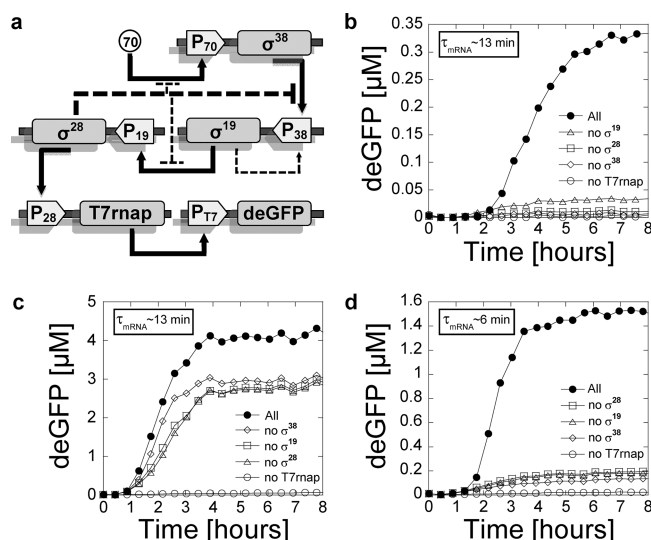 a
70 P70 σ38
σ28 P19 σ19 P38
P28 T7rnap PT7 deGFP
b
τmRNA~13 min
deGFP [µM]
0.35
0.3
0.25
0.2
0.15
0.1
0.05
0
All
no σ19
no σ28
no σ38
no T7rnap
0 1 2 3 4 5 6 7 8
Time [hours]
c
τmRNA~13 min
deGFP [µM]
5
4
3
2
1
0
All
no σ38
no σ19
no σ28
no T7rnap
0 1 2 3 4 5 6 7 8
Time [hours]
d
τmRNA~6 min
deGFP [µM]
1.6
1.4
1.2
1
0.8
0.6
0.4
0.2
0
All
no σ28
no σ19
no σ38
no T7rnap
0 1 2 3 4 5 6 7 8
Time [hours]